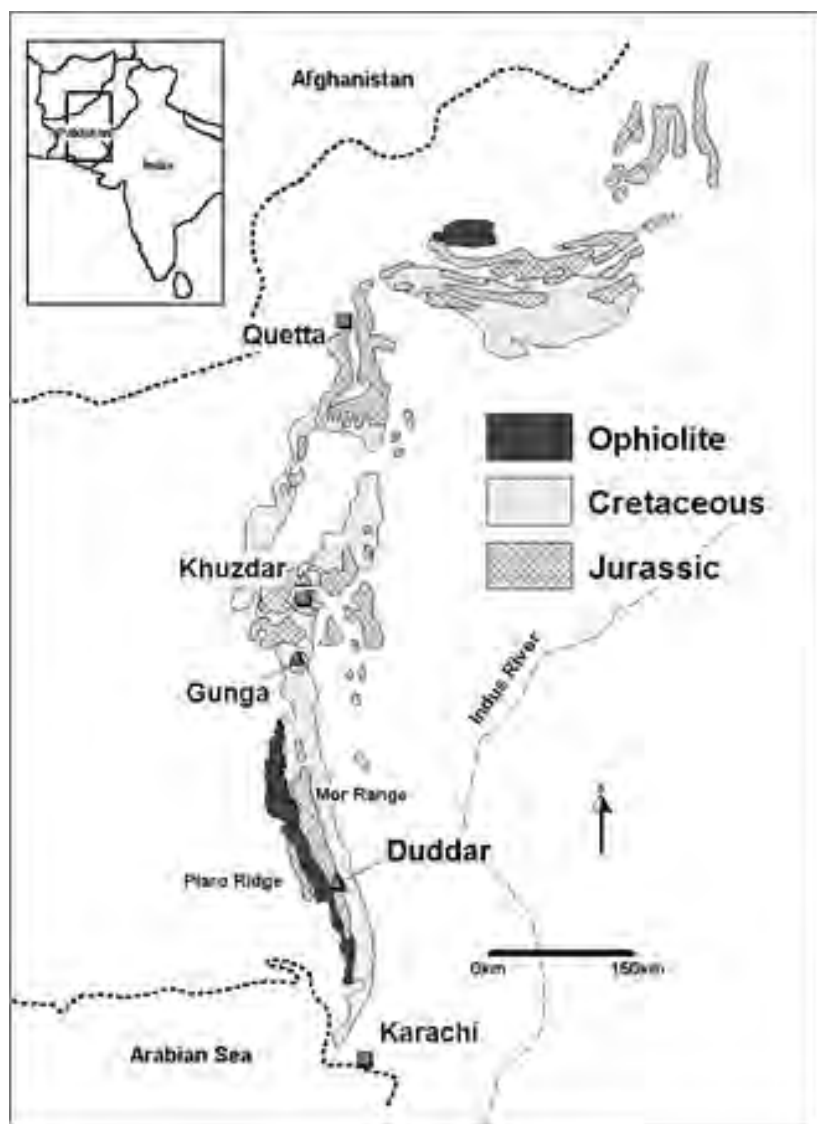 Afghanistan
Pakistan
India
Quetta
Ophiolite
Cretaceous
Jurassic
Khuzdar
Gunga
Indus River
Mor Range
Duddar
Plano Ridge
0km
150km
Karachi
Arabian Sea